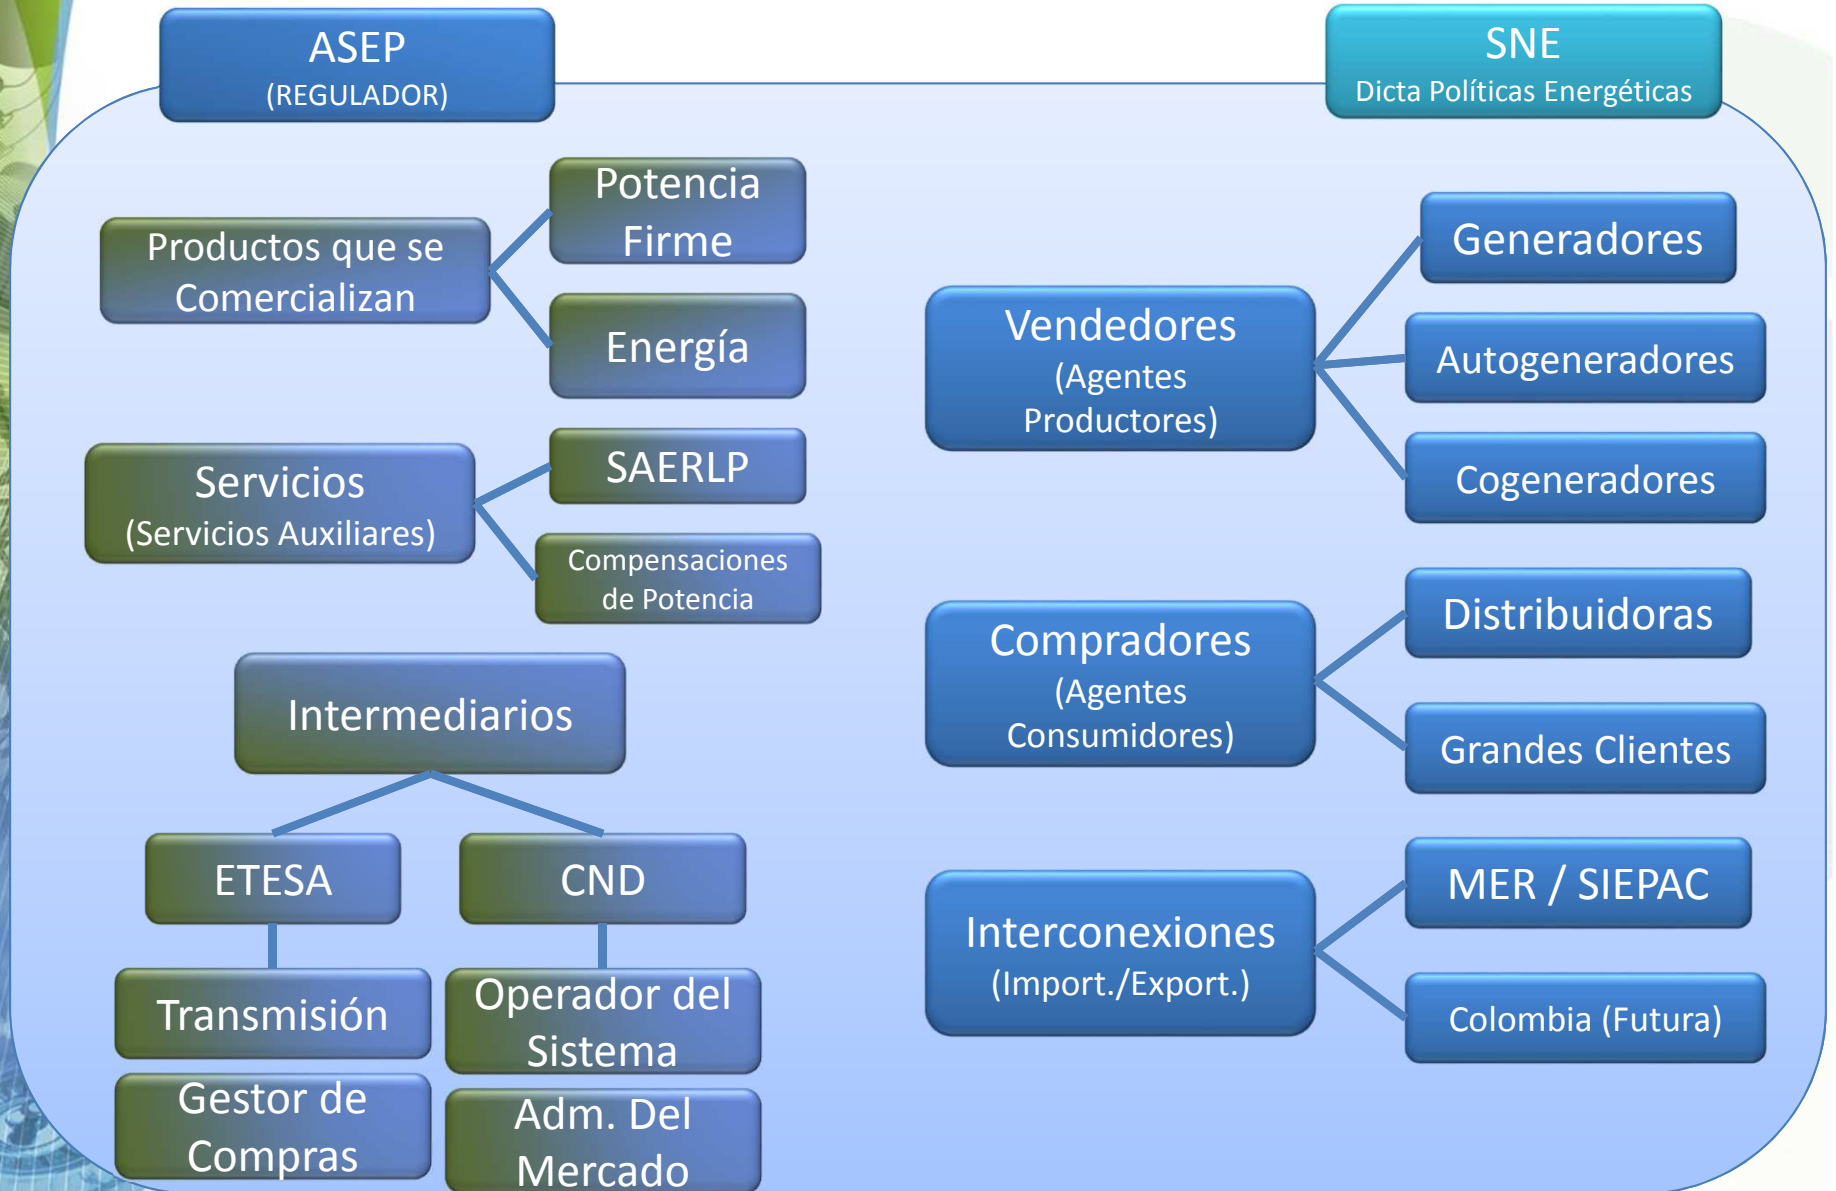 ASEP
(REGULADOR)
SNE
Dicta Políticas Energéticas
Productos que se
Comercializan
Potencia
Firme
Energía
Servicios
(Servicios Auxiliares)
SAERLP
Compensaciones
de Potencia
Intermediarios
ETESA
CND
Transmisión
Operador del
Sistema
Gestor de
Compras
Adm. Del
Mercado
Vendedores
(Agentes
Productores)
Generadores
Autogeneradores
Cogeneradores
Compradores
(Agentes
Consumidores)
Distribuidoras
Grandes Clientes
Interconexiones
(Import./Export.)
MER / SIEPAC
Colombia (Futura)